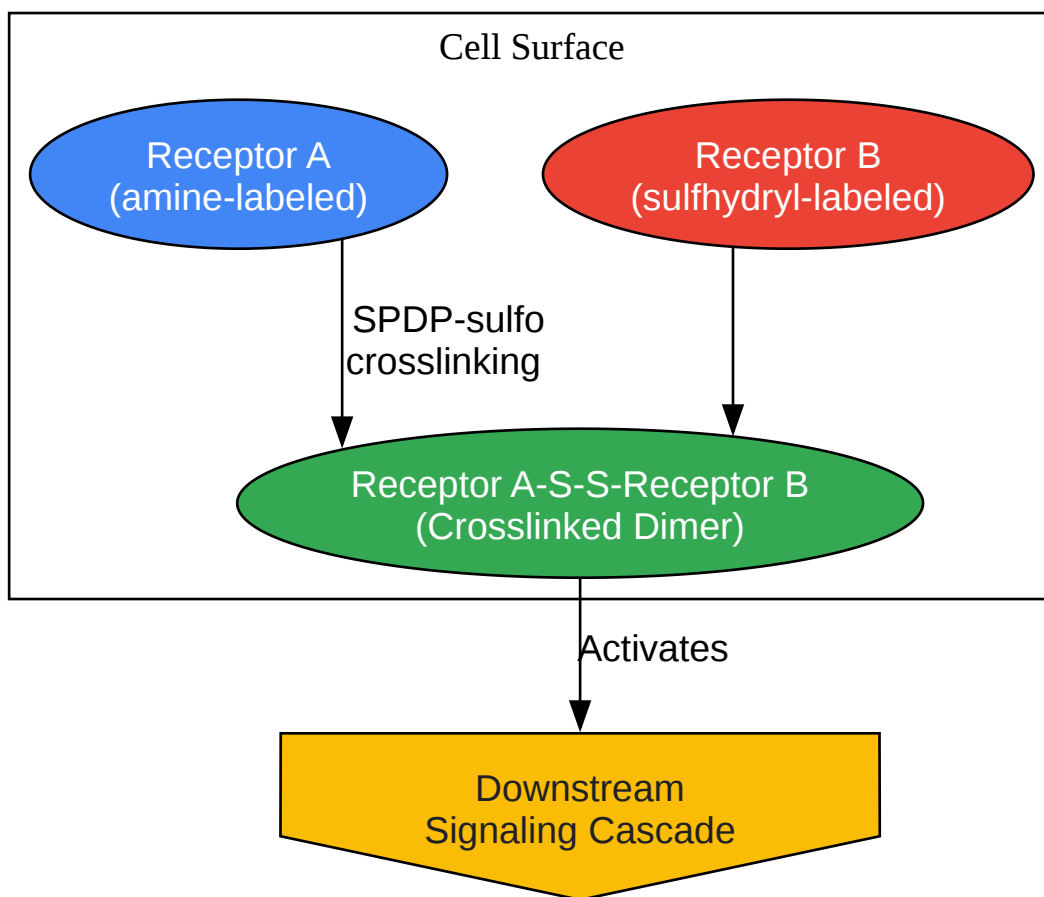 Cell Surface
Receptor A
(amine-labeled)
Receptor B
(sulfhydryl-labeled)
SPDP-sulfo
crosslinking
Receptor A-S-S-Receptor B
(Crosslinked Dimer)
Activates
Downstream
Signaling Cascade